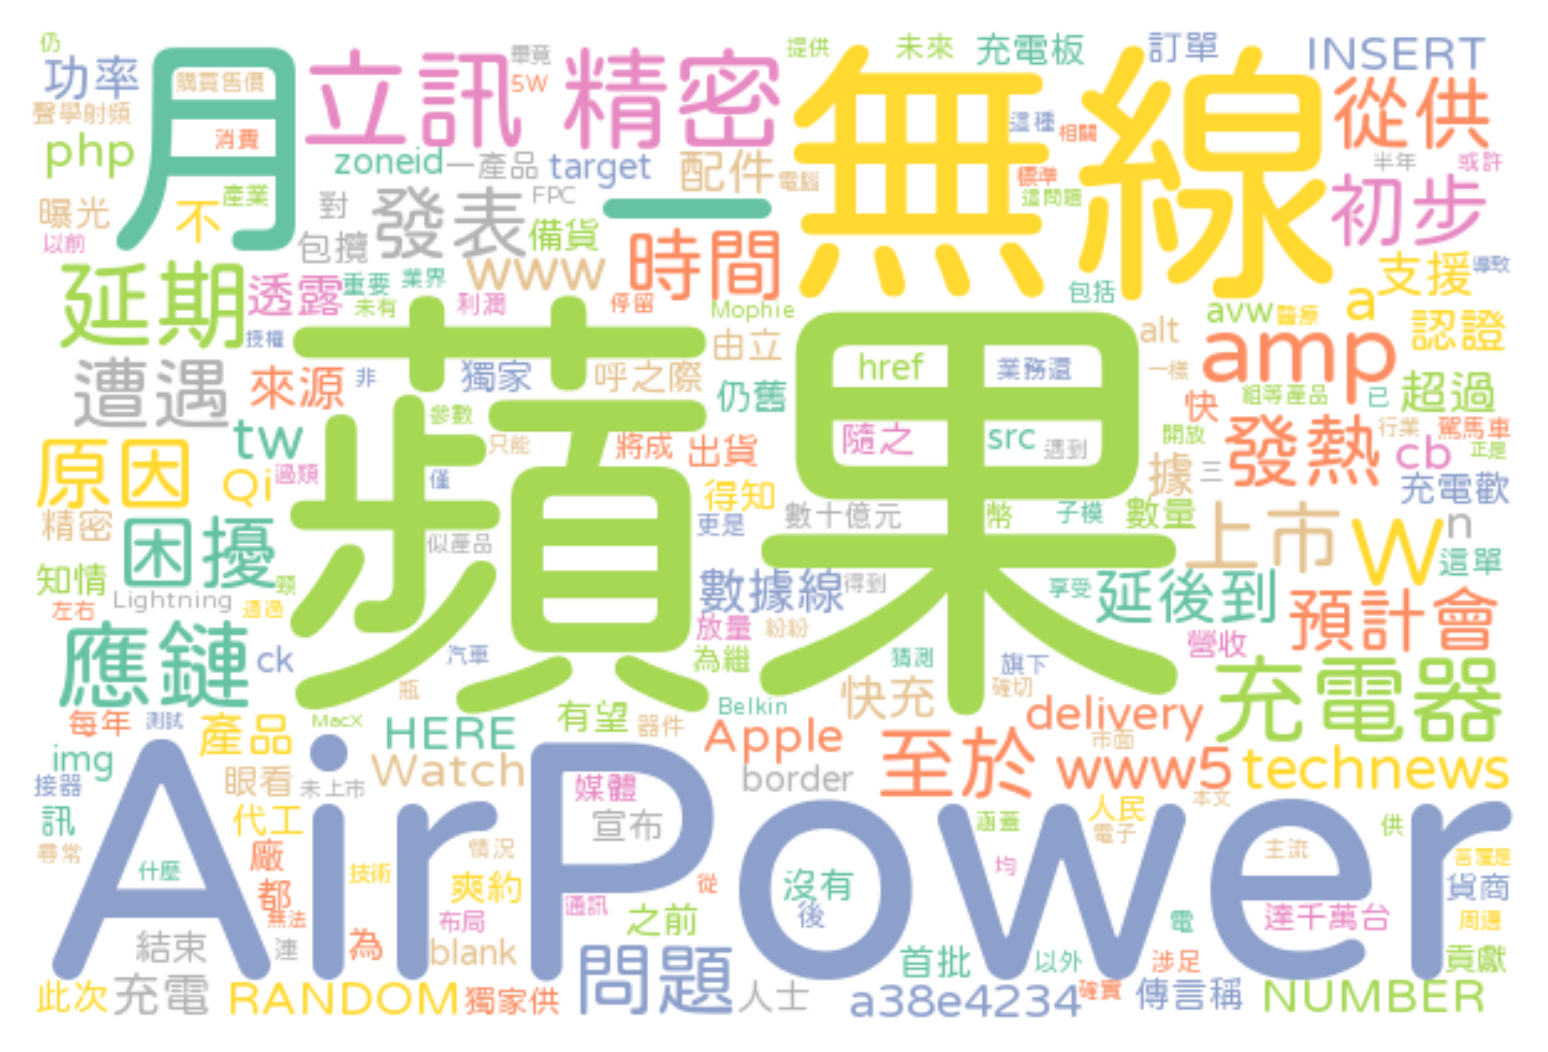 仍
功率
購買售價
月
立訊
畢竟
5W
精密
提供
未來
充電板
訂單
INSERT
無線
從供
聲學射頻
消費
php
zoneid
一產品
target
配件
電腦
這種
相關
標準
這問題
半年
或許
初步
曝光
不
產業
對
發表
FPC
一
以前
包攬
備貨
時間
www
延期
透露
重要
業界
未有
利潤
停留
Mophie
包括
支援
導致
授權
蘋果
由立
avw
醫療
a
alt
amp
認證
遭遇
來源
非
獨家
呼之際
仍舊
href
業務還
一樣
組等產品
已
超過
快
參數
tw
將成
出貨
只能
隨之
src
遇到
開放
發熱
行業
駕馬車
正是
cb
原因
Qi
過類
僅
得知
據
三
充電歡
精密
困擾
似產品
更是
數十億元
幣
子模
數量
上市
W
n
這單
知情
類
Lightning
左右
通過
數據線
得到
享受
延後到
預計會
放量
紛紛
應鏈
ck
汽車
為繼
猜測
旗下
確切
營收
充電器
瓶
快充
每年
測試
產品
MacX
HERE
有望
器件
Belkin
Apple
delivery
市面
至於
www5
technews
img
接器
眼看
未上市
Watch
border
媒體
AirPower
訊
代工
宣布
人民
本文
電子
涵蓋
供
尋常
廠
什麼
情況
主流
技術
爽約
均
貨商
都
無法
從
沒有
後
通訊
布局
之前
電
達千萬台
周邊
結束
為
blank
問題
首批
以外
涉足
貢獻
此次
充電
RANDOM
獨家供
人士
a38e4234
確實
傳言稱
NUMBER